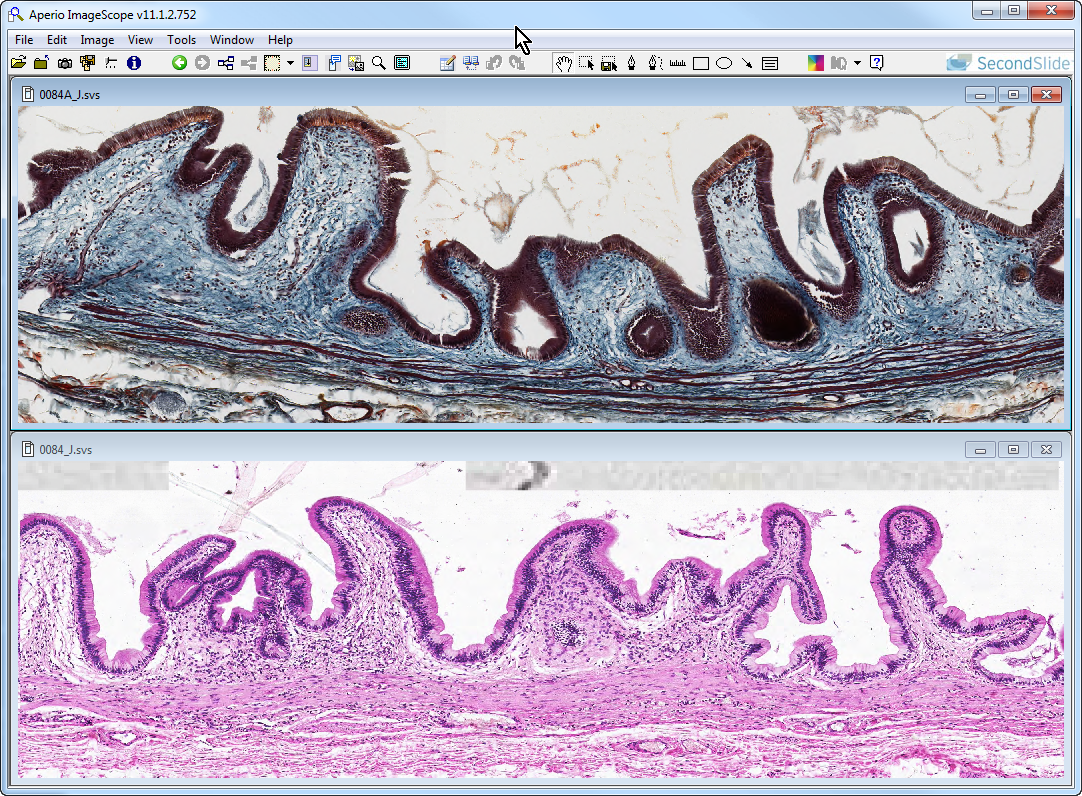 Aperio ImageScope v11.1.2.752
File Edit Image View Tools Window Help
SecondSlide
0084A_J.svs
0084_J.svs